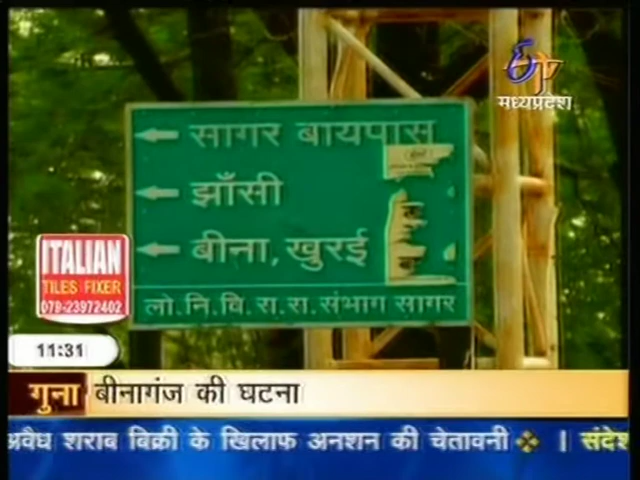 ET
मध्यप्रदेश
← सागर बायपास
← झाँसी
← बीना, खुरई
लो.नि.वि.रा.रा.संभाग सागर
ITALIAN
TILES FIXER
079-23972402
11:31
गुना बीनागंज की घटना
अवैध शराब बिक्री के खिलाफ अनशन की चेतावनी | संदेश